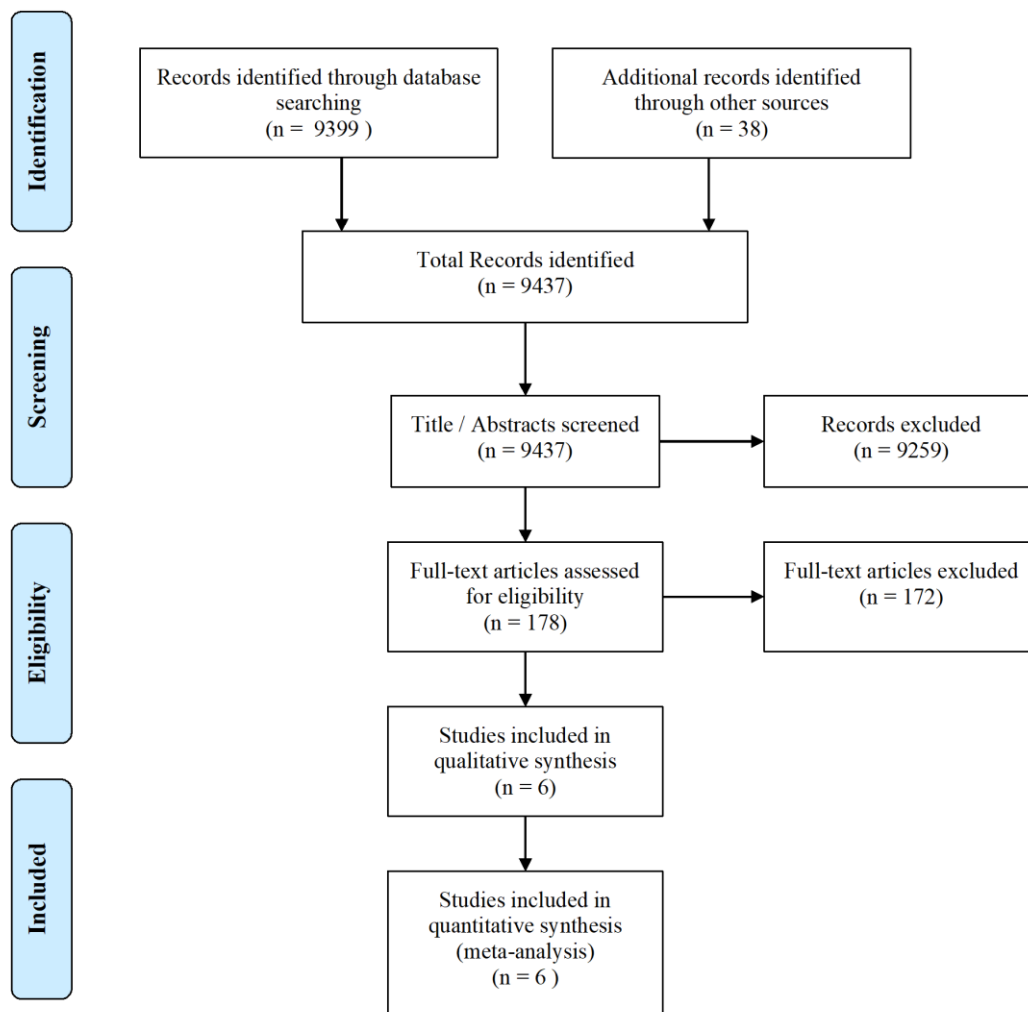 Identification
Records identified through database
searching
(n = 9399 )
Additional records identified
through other sources
(n = 38)
Total Records identified
(n = 9437)
Screening
Title / Abstracts screened
(n = 9437)
Records excluded
(n = 9259)
Eligibility
Full-text articles assessed
for eligibility
(n = 178)
Full-text articles excluded
(n = 172)
Studies included in
qualitative synthesis
(n = 6)
Included
Studies included in
quantitative synthesis
(meta-analysis)
(n = 6 )